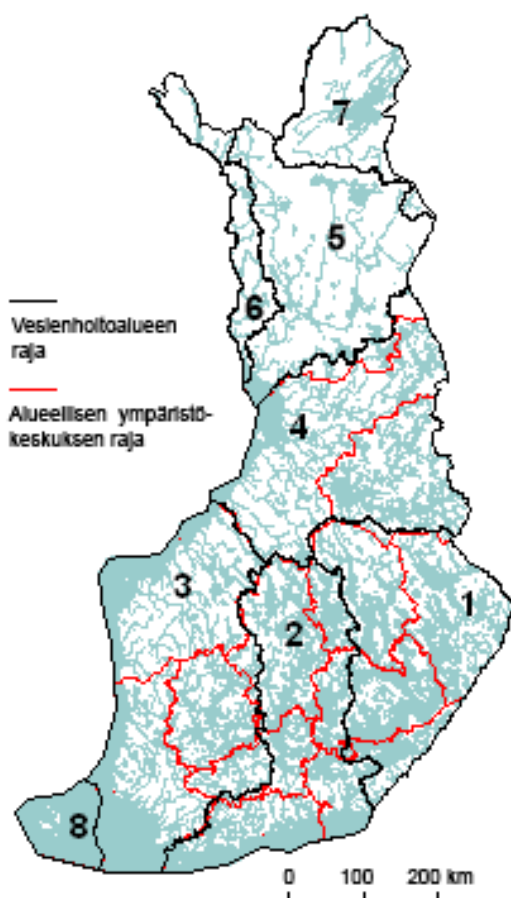 7
5
6
Vesienhoitoalueen
raja
Alueellisen ympäristö-
keskuksen raja
4
3
1
2
8
0 100 200 km